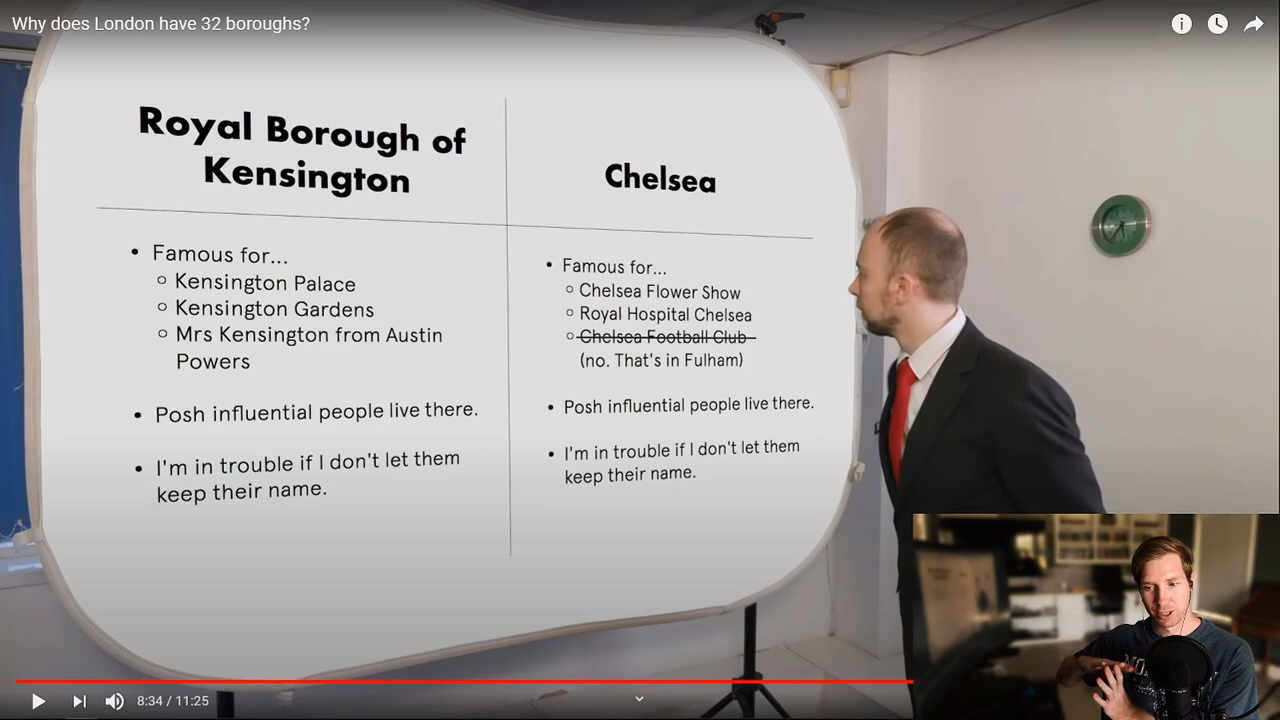 Why does London have 32 boroughs?
Royal Borough of
Kensington
Chelsea
• Famous for...
○ Kensington Palace
○ Kensington Gardens
○ Mrs Kensington from Austin
Powers
• Posh influential people live there.
• I'm in trouble if I don't let them
keep their name.
• Famous for...
○ Chelsea Flower Show
○ Royal Hospital Chelsea
○ Chelsea Football Club
(no. That's in Fulham)
• Posh influential people live there.
• I'm in trouble if I don't let them
keep their name.
8:34 / 11:25